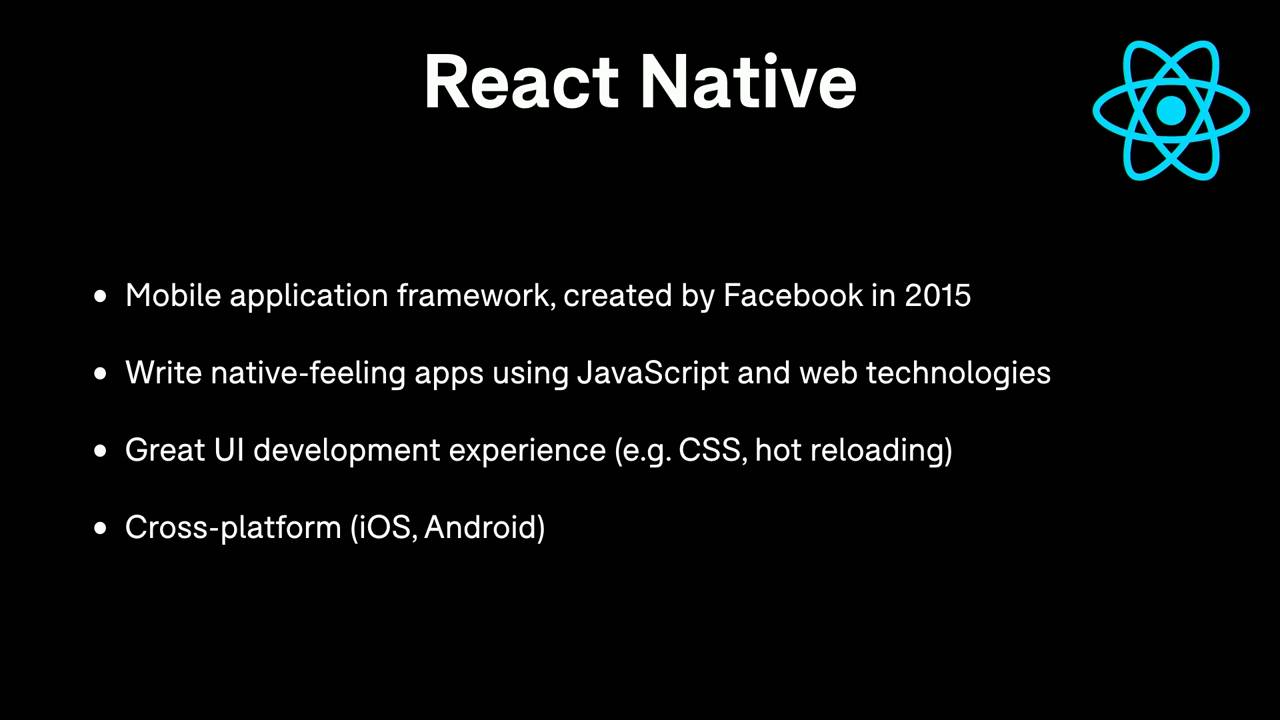 React Native
• Mobile application framework, created by Facebook in 2015
• Write native-feeling apps using JavaScript and web technologies
• Great UI development experience (e.g. CSS, hot reloading)
• Cross-platform (iOS, Android)